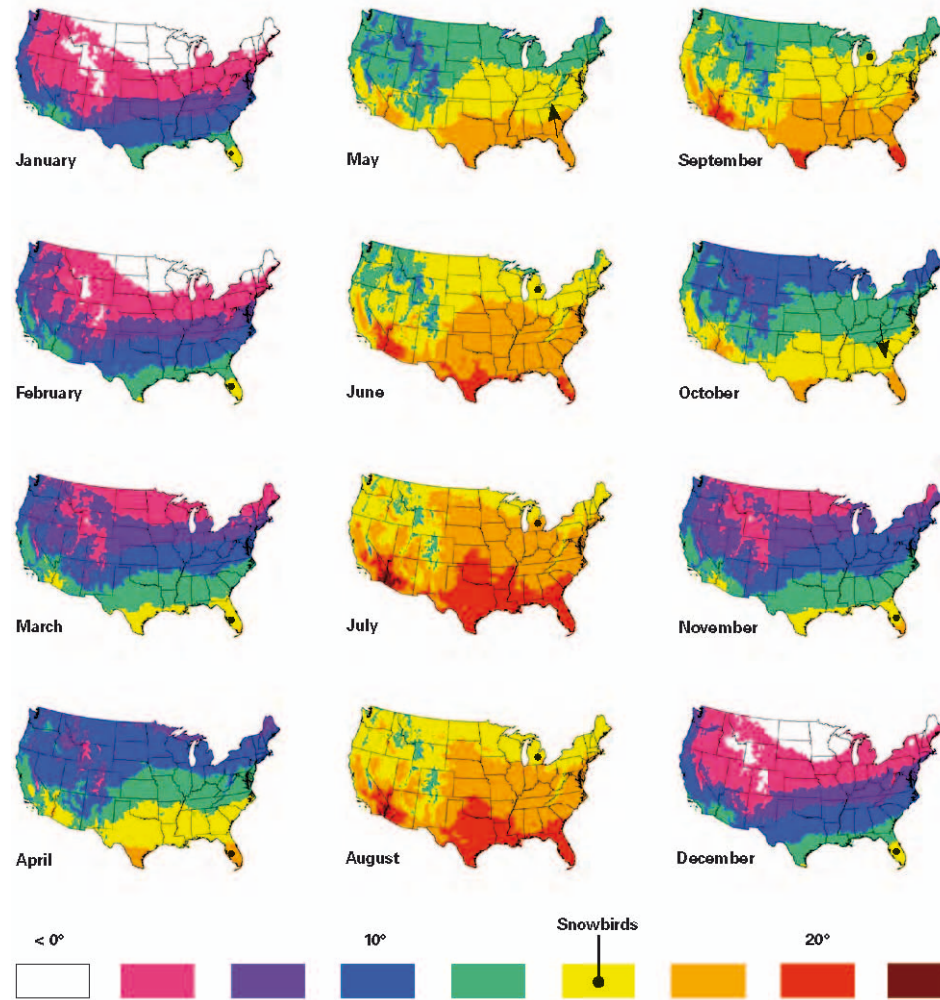 January
May
September
February
June
October
March
July
November
April
August
December
Snowbirds
< 0°
10°
20°